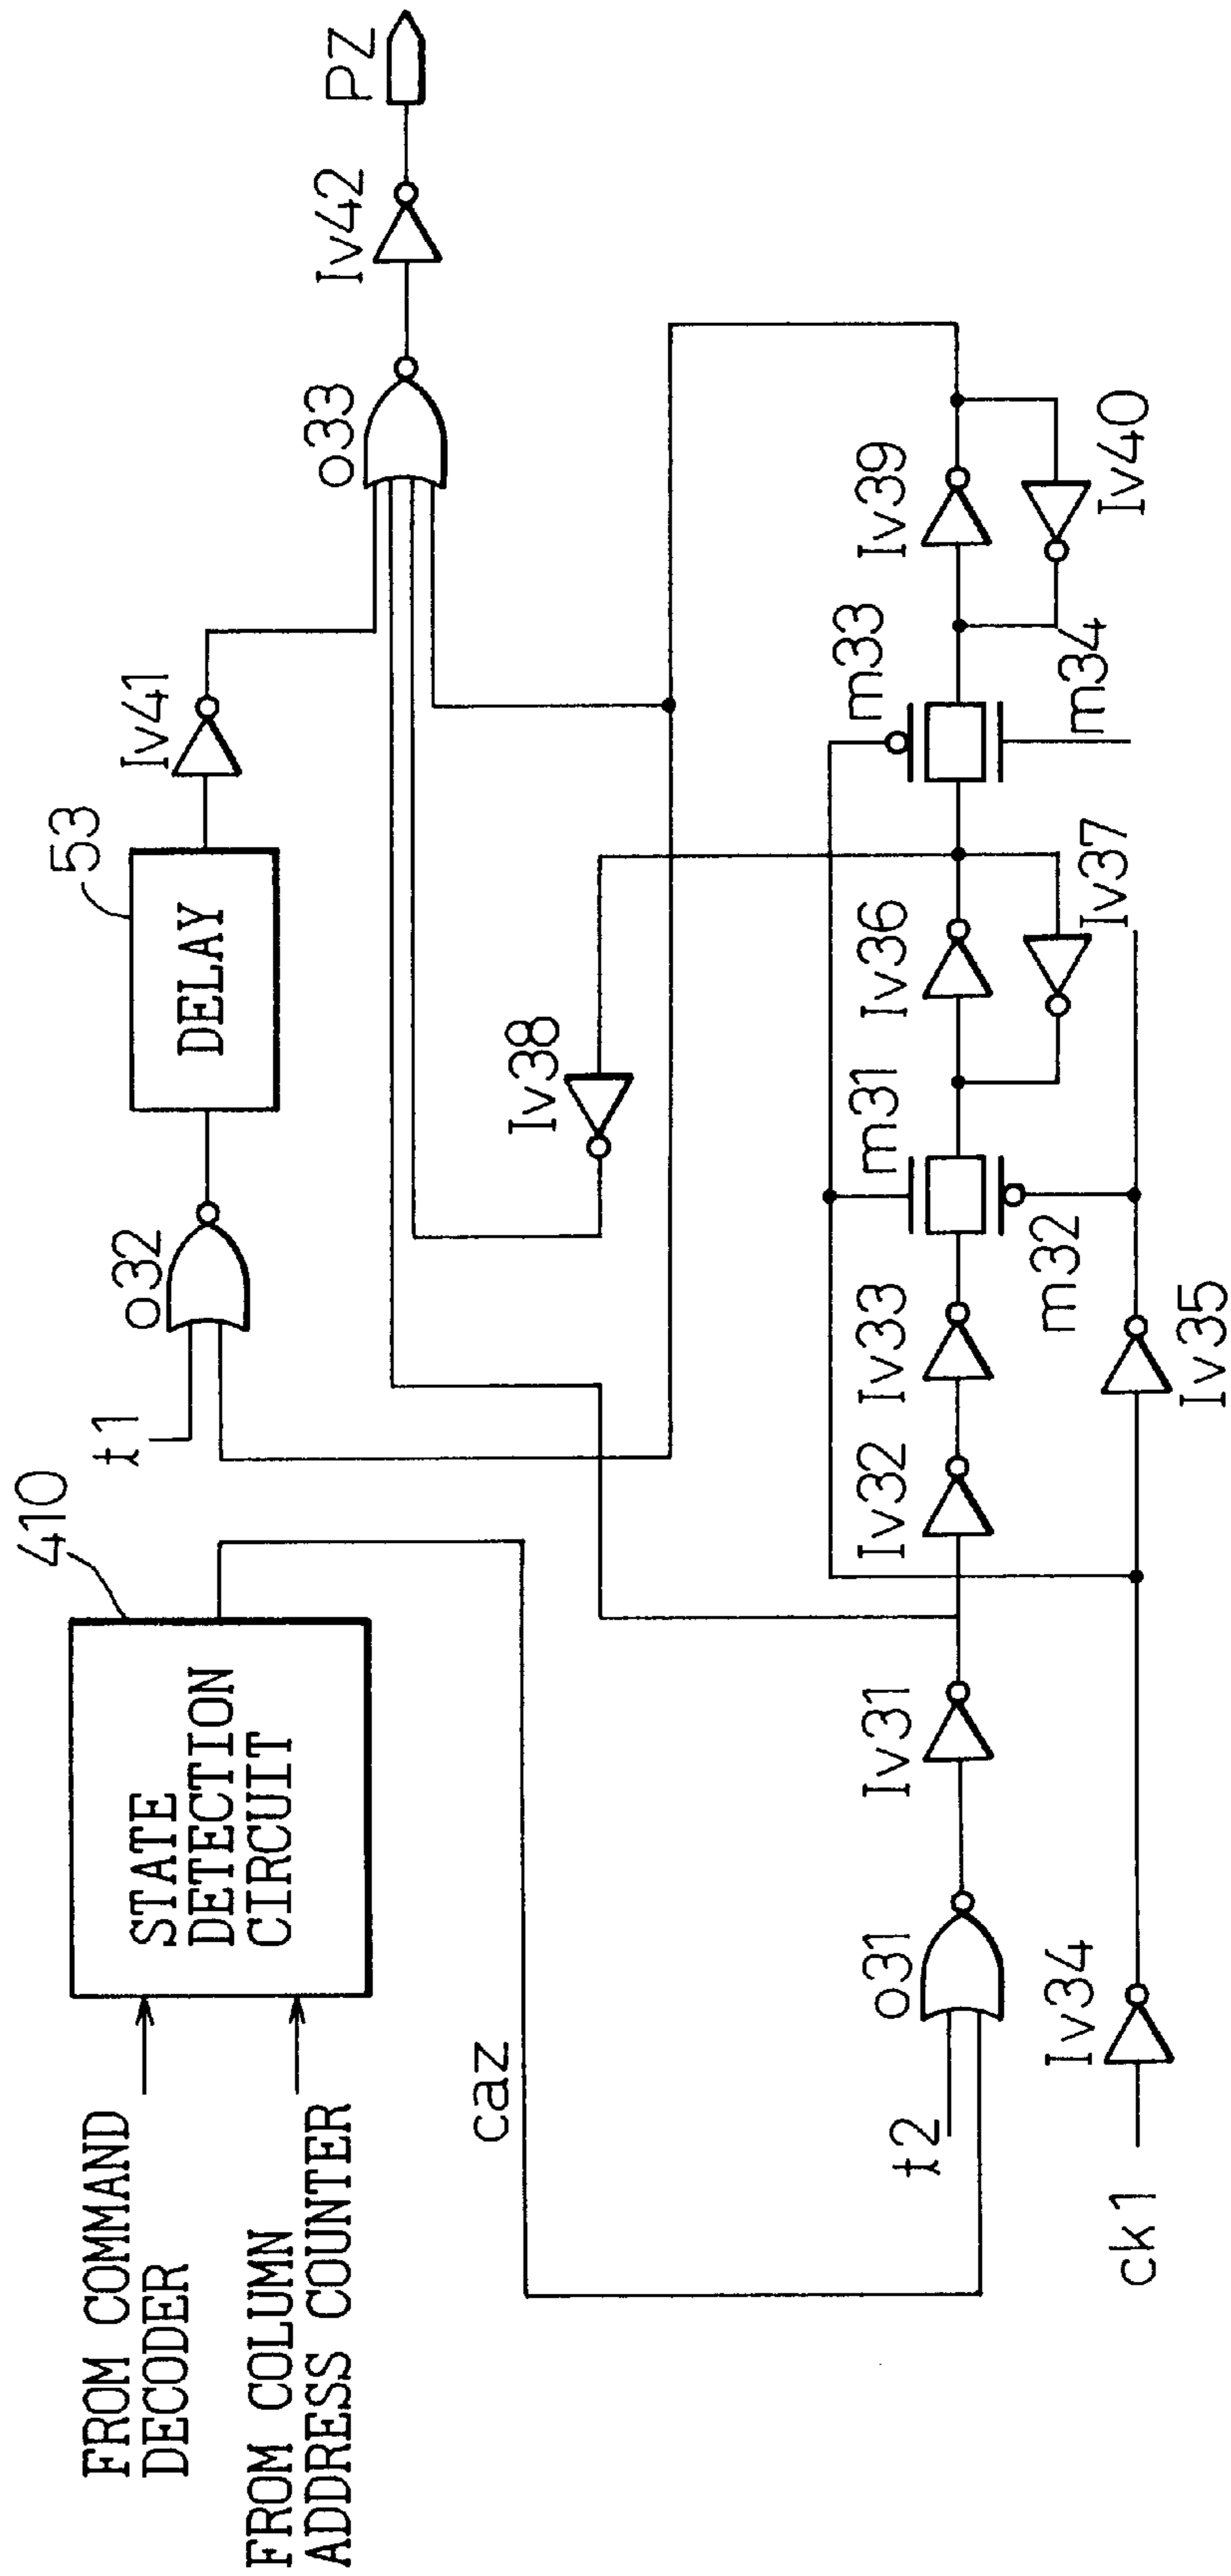 FROM COMMAND
DECODER
FROM COLUMN
ADDRESS COUNTER
410
STATE
DETECTION
CIRCUIT
caz
t1
o32
53
DELAY
Iv41
o33
Iv42
PZ
Iv38
t2
o31
Iv31
Iv32
Iv33
m31
m32
Iv36
Iv37
m33
m34
Iv39
Iv40
ck1
Iv34
Iv35